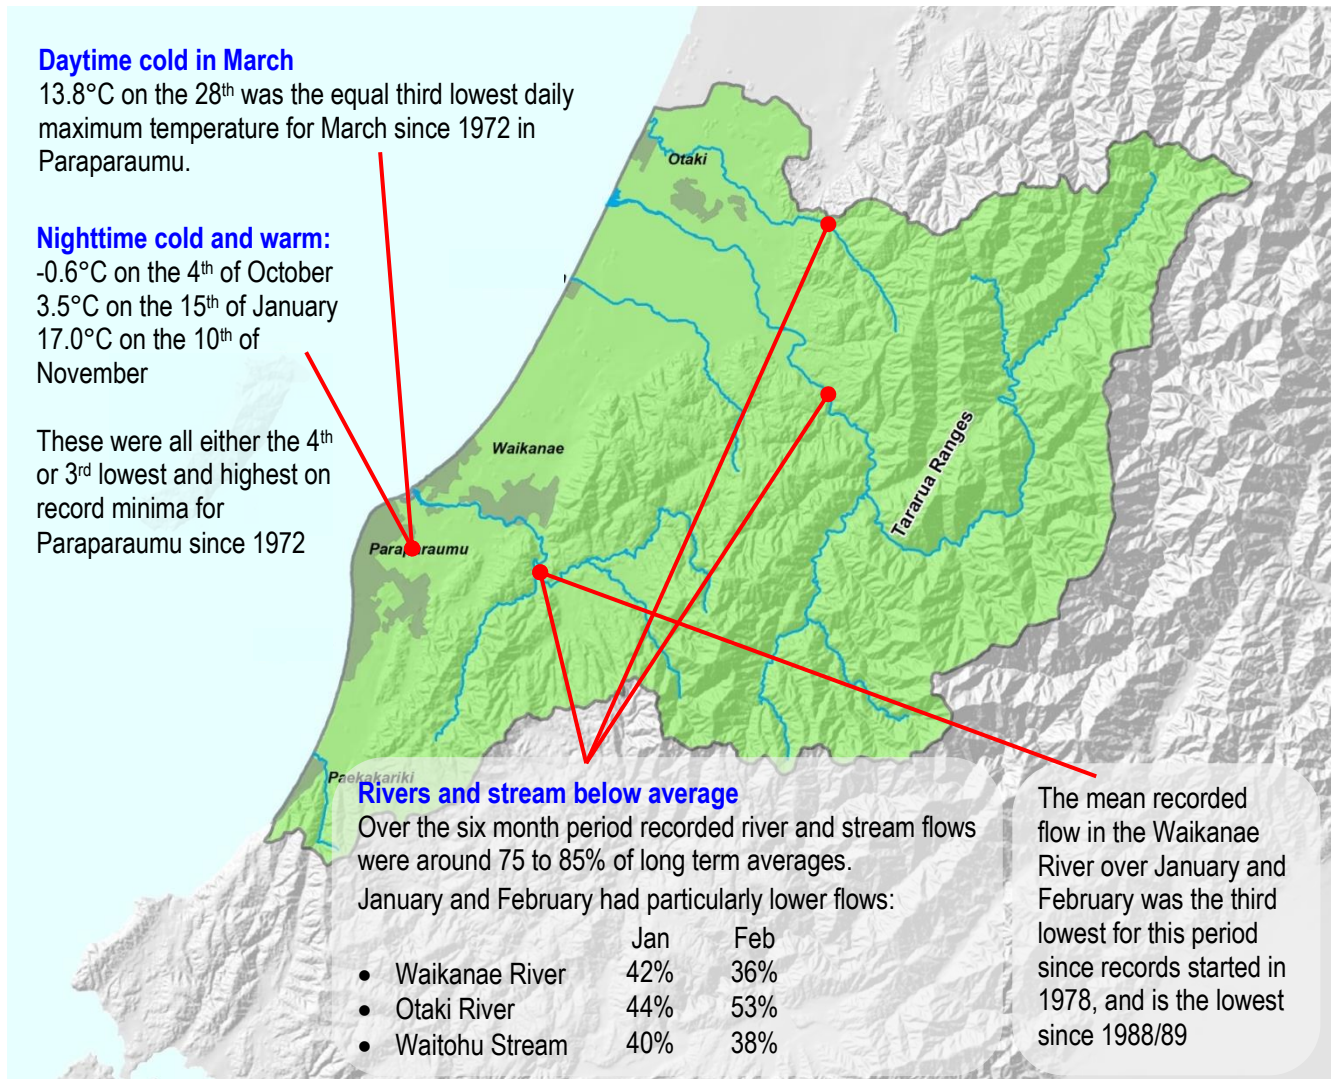 Daytime cold in March
13.8°C on the 28th was the equal third lowest daily
maximum temperature for March since 1972 in
Paraparaumu.
Nighttime cold and warm:
-0.6°C on the 4th of October
3.5°C on the 15th of January
17.0°C on the 10th of
November
These were all either the 4th
or 3rd lowest and highest on
record minima for
Paraparaumu since 1972
Otaki
Waikanae
Tararua Ranges
Paraparaumu
Paekakariki
Rivers and stream below average
Over the six month period recorded river and stream flows
were around 75 to 85% of long term averages.
January and February had particularly lower flows:
Jan Feb
• Waikanae River 42% 36%
• Otaki River 44% 53%
• Waitohu Stream 40% 38%
The mean recorded
flow in the Waikanae
River over January and
February was the third
lowest for this period
since records started in
1978, and is the lowest
since 1988/89